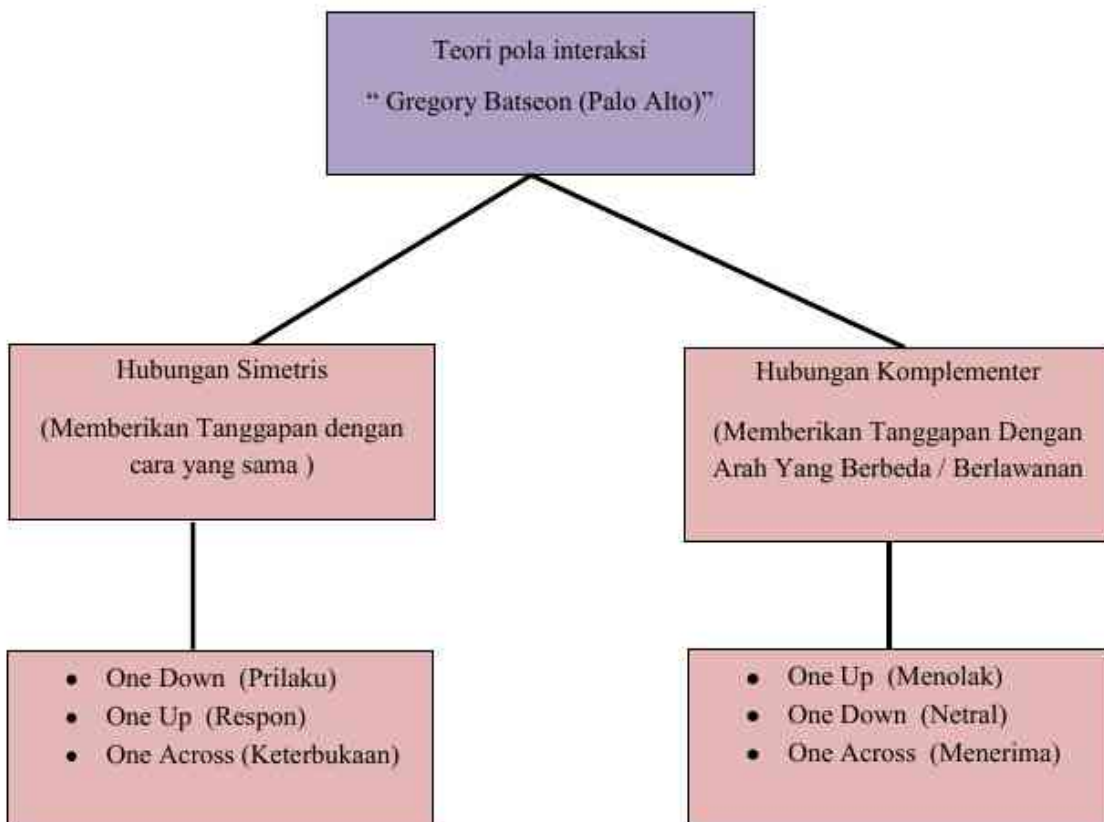 Teori pola interaksi
“ Gregory Batseon (Palo Alto)”
Hubungan Simetris
(Memberikan Tanggapan dengan
cara yang sama )
Hubungan Komplementer
(Memberikan Tanggapan Dengan
Arah Yang Berbeda / Berlawanan
• One Down (Prilaku)
• One Up (Respon)
• One Across (Keterbukaan)
• One Up (Menolak)
• One Down (Netral)
• One Across (Menerima)